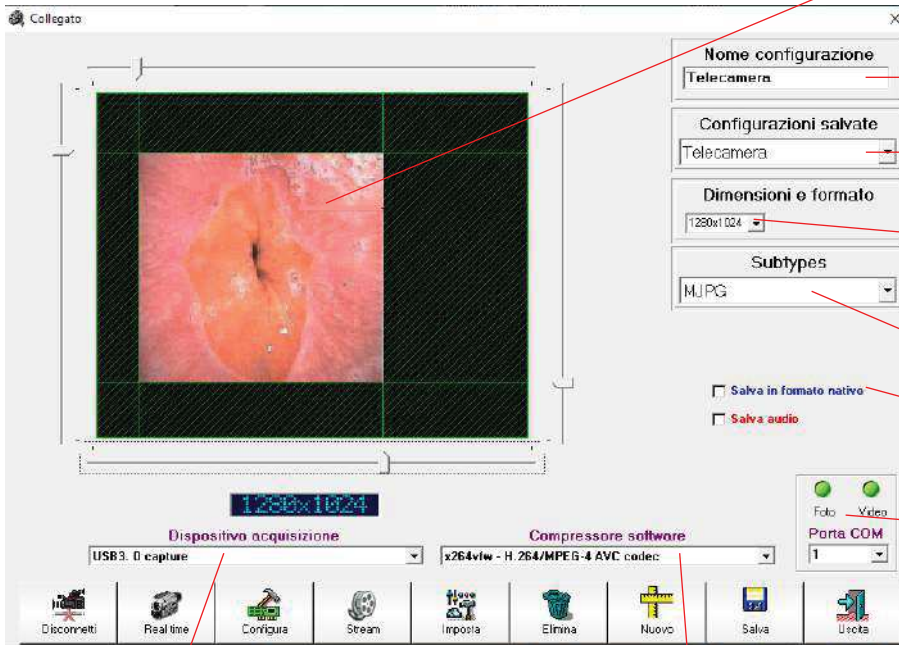 Collegato
Nome configurazione
Telecamera
Configurazioni salvate
Telecamera
Dimensioni e formato
1280x1024
Subtypes
MJPG
Salva in formato nativo
Salva audio
1280x1024
Foto Video
Dispositivo acquisizione
Compressore software
Porta COM
USB3. 0 capture
x264vfw - H.264/MPEG-4 AVC codec
1
Disconnetti
Real time
Configura
Stream
Imposta
Elimina
Nuovo
Salva
Uscita